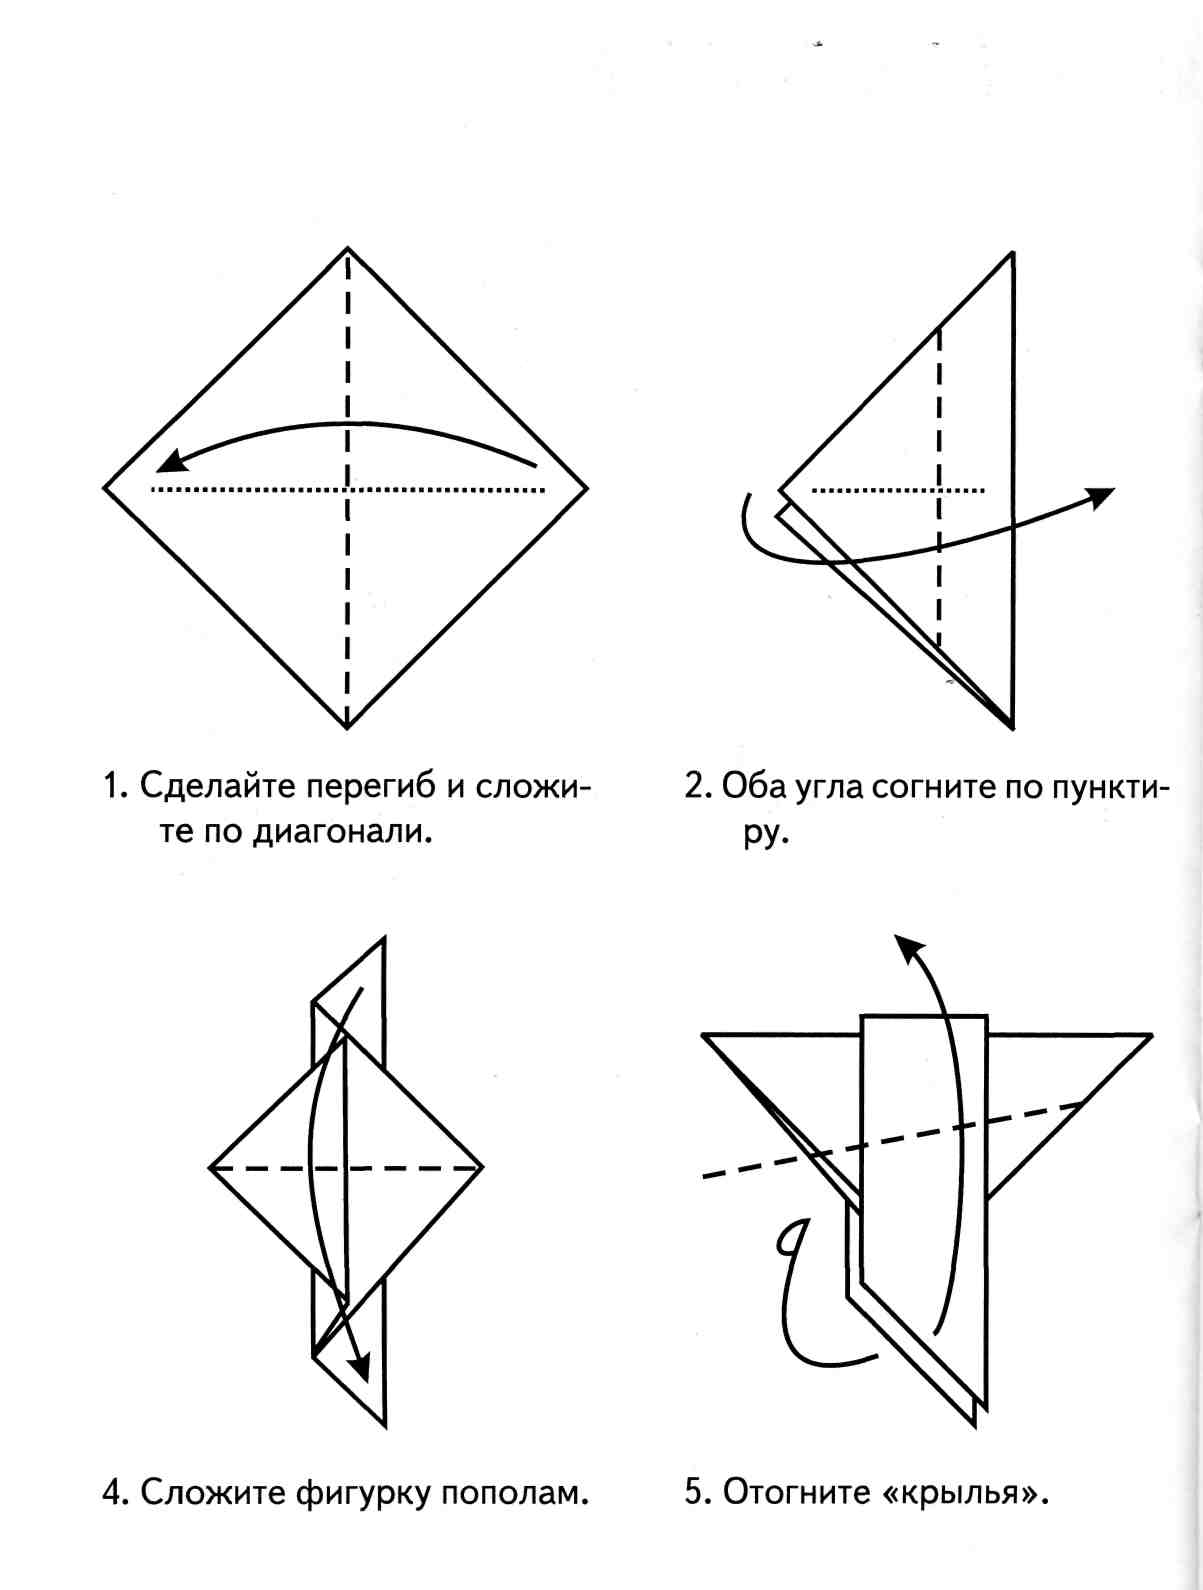 1. Сделайте перегиб и сложи-
те по диагонали.
2. Оба угла согните по пункти-
ру.
4. Сложите фигурку пополам.
5. Отогните «крылья».